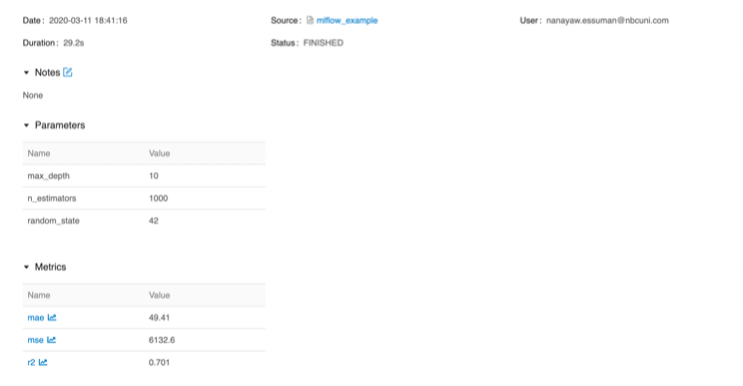 Date: 2020-03-11 18:41:16 Source: mlflow_example User: nanayaw.essuman@nbcuni.com
Duration: 29.2s Status: FINISHED
Notes
None
Parameters
Name Value
max_depth 10
n_estimators 1000
random_state 42
Metrics
Name Value
mae 49.41
mse 6132.6
r2 0.701